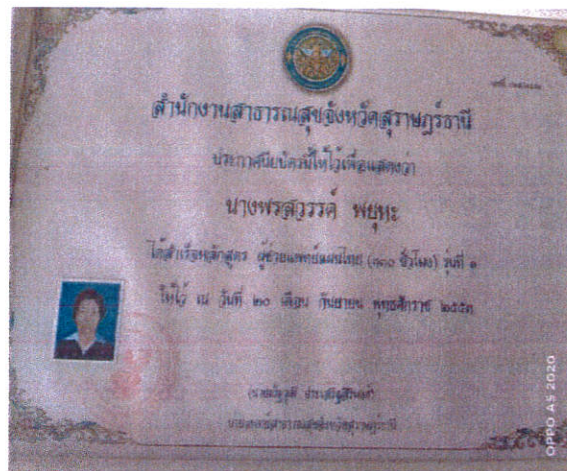 สำนักงานสาธารณสุขจังหวัดสุราษฎร์ธานี
ประกาศนียบัตรนี้ให้ไว้เพื่อแสดงว่า
นางพรสวรรค์ พยุหะ
ได้สำเร็จหลักสูตร ผู้ช่วยแพทย์แผนไทย ชั่วโมง) รุ่นที่ ๑
ให้ไว้ ณ วันที่ ๒๐ เดือน กันยายน พุทธศักราช
นายแพทย์สาธารณสุขจังหวัดสุราษฎร์ธานี
OPPO A5 2020